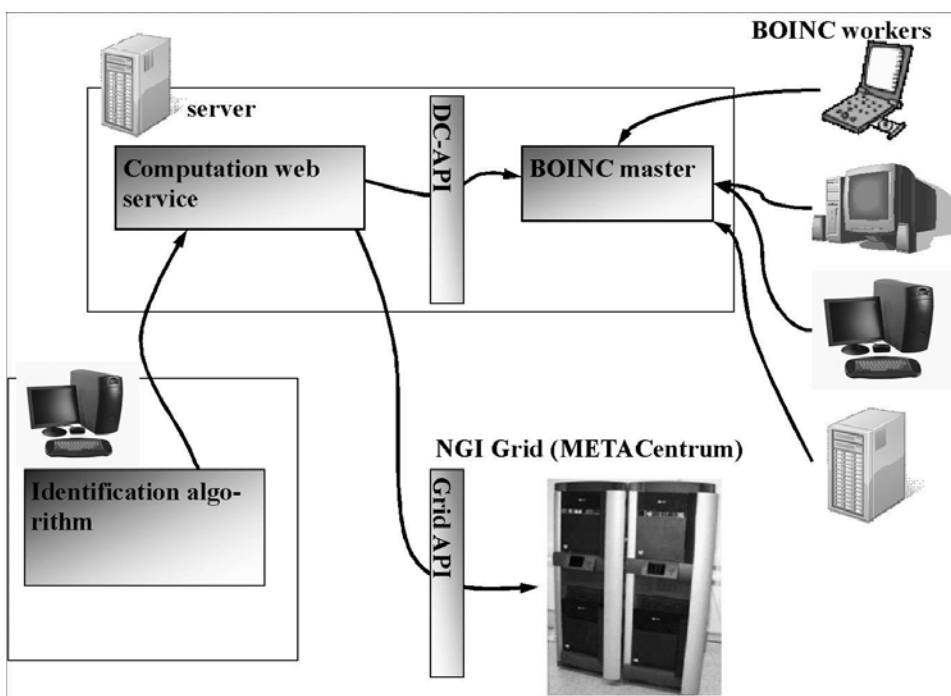 BOINC workers
server
DC-API
Computation web
service
BOINC master
NGI Grid (METACentrum)
Identification algo-
rithm
Grid API